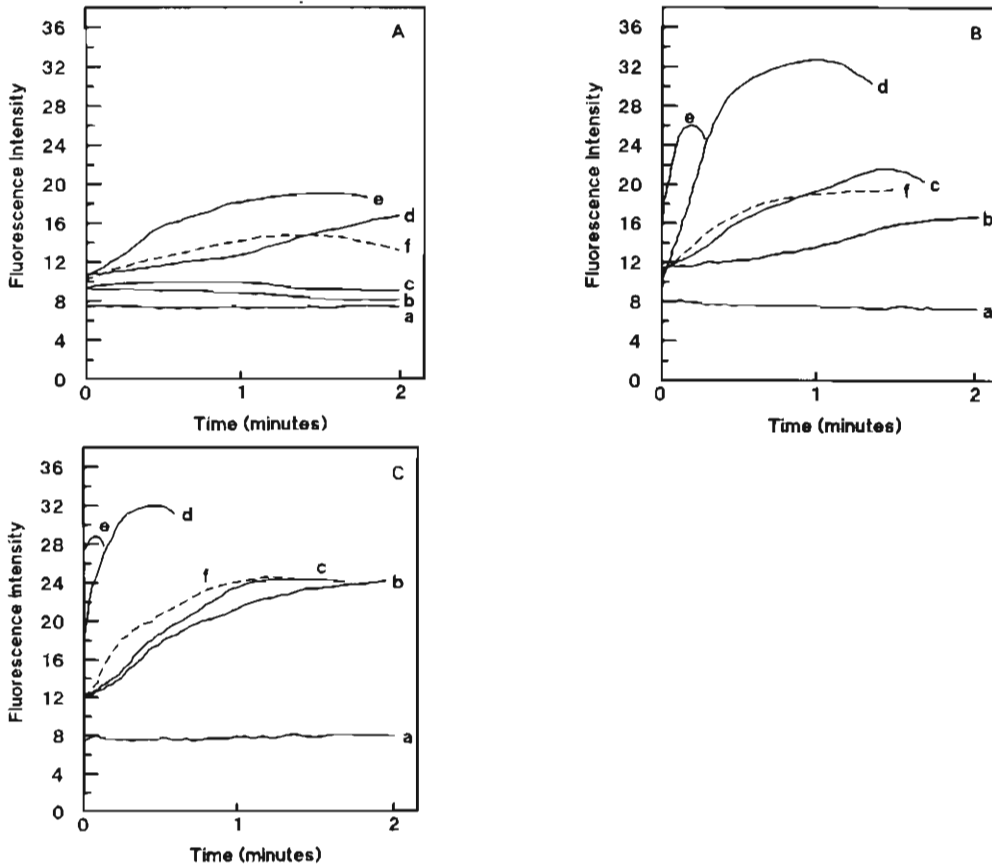 A
Fluorescence Intensity
36
32
28
24
20
16
12
8
4
0
e
d
f
c
b
a
0 1 2
Time (minutes)
B
Fluorescence Intensity
36
32
28
24
20
16
12
8
4
0
e
d
c
f
b
a
0 1 2
Time (minutes)
C
Fluorescence Intensity
36
32
28
24
20
16
12
8
4
0
e
d
f
c
b
a
0 1 2
Time (minutes)